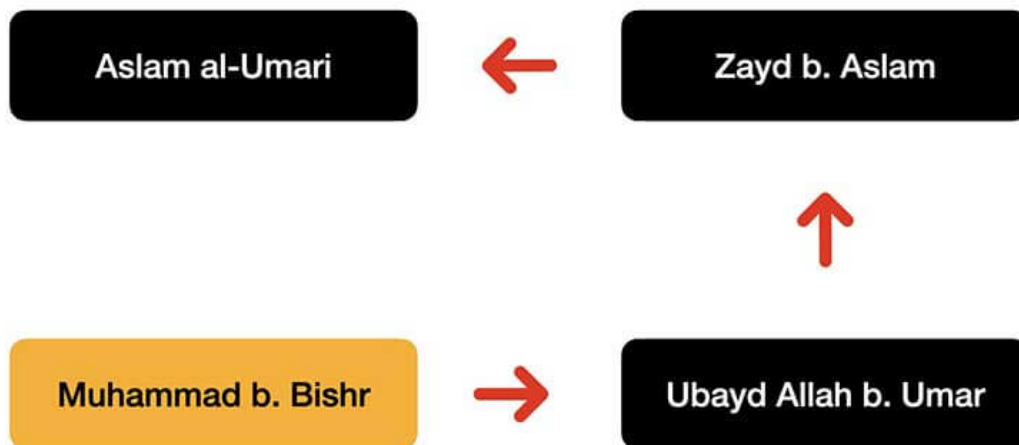 Aslam al-Umari
Zayd b. Aslam
Muhammad b. Bishr
Ubayd Allah b. Umar